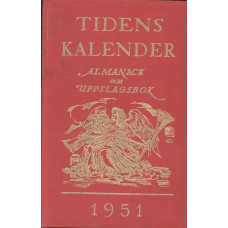 TIDENS
KALENDER
ALMANACK
OCH
UPPSLAGSBOK
1951